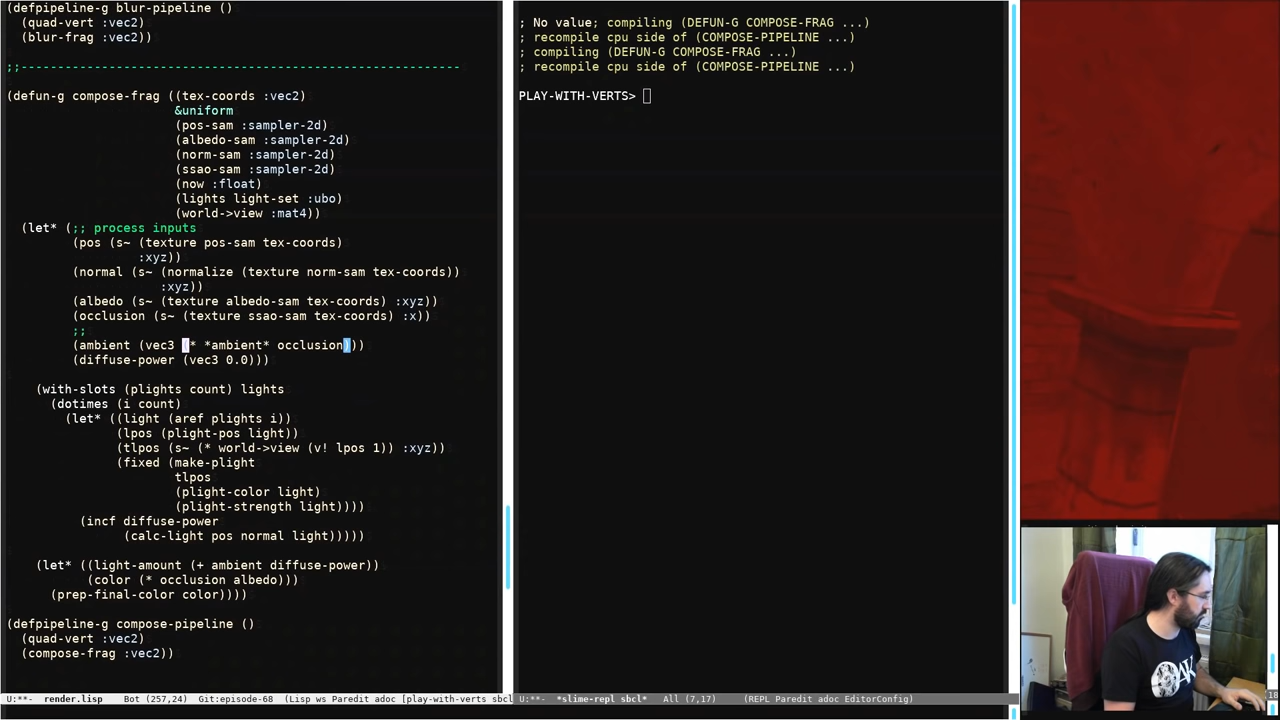 (defpipeline-g blur-pipeline ()
  (quad-vert :vec2)
  (blur-frag :vec2))
;;------------------------------------------------------------
(defun-g compose-frag ((tex-coords :vec2)
                       &uniform
                       (pos-sam :sampler-2d)
                       (albedo-sam :sampler-2d)
                       (norm-sam :sampler-2d)
                       (ssao-sam :sampler-2d)
                       (now :float)
                       (lights light-set :ubo)
                       (world->view :mat4))
  (let* (;; process inputs
         (pos (s~ (texture pos-sam tex-coords)
                  :xyz))
         (normal (s~ (normalize (texture norm-sam tex-coords))
                     :xyz))
         (albedo (s~ (texture albedo-sam tex-coords) :xyz))
         (occlusion (s~ (texture ssao-sam tex-coords) :x))
         ;;
         (ambient (vec3 (* *ambient* occlusion)))
         (diffuse-power (vec3 0.0)))
    (with-slots (plights count) lights
      (dotimes (i count)
        (let* ((light (aref plights i))
               (lpos (plight-pos light))
               (tlpos (s~ (* world->view (v! lpos 1)) :xyz))
               (fixed (make-plight
                       tlpos
                       (plight-color light)
                       (plight-strength light))))
          (incf diffuse-power
                (calc-light pos normal light)))))
    (let* ((light-amount (+ ambient diffuse-power))
           (color (* occlusion albedo)))
      (prep-final-color color))))
(defpipeline-g compose-pipeline ()
  (quad-vert :vec2)
  (compose-frag :vec2))
U:**-  render.lisp    Bot (257,24)  Git:episode-68  (Lisp ws Paredit adoc [play-with-verts sbcl
; No value; compiling (DEFUN-G COMPOSE-FRAG ...)
; recompile cpu side of (COMPOSE-PIPELINE ...)
; compiling (DEFUN-G COMPOSE-FRAG ...)
; recompile cpu side of (COMPOSE-PIPELINE ...)
PLAY-WITH-VERTS>
U:**-  *slime-repl sbcl*   All (7,17)     (REPL Paredit adoc EditorConfig)
18